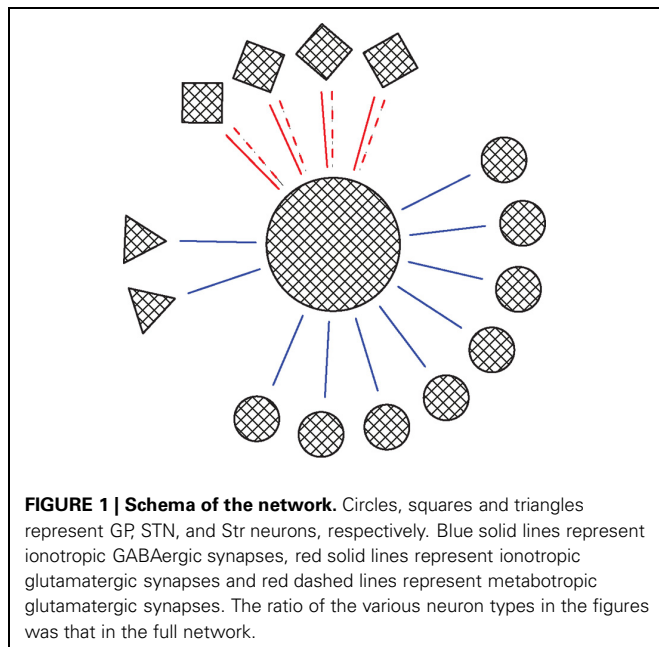 FIGURE 1 | Schema of the network. Circles, squares and triangles
represent GP, STN, and Str neurons, respectively. Blue solid lines represent
ionotropic GABAergic synapses, red solid lines represent ionotropic
glutamatergic synapses and red dashed lines represent metabotropic
glutamatergic synapses. The ratio of the various neuron types in the figures
was that in the full network.